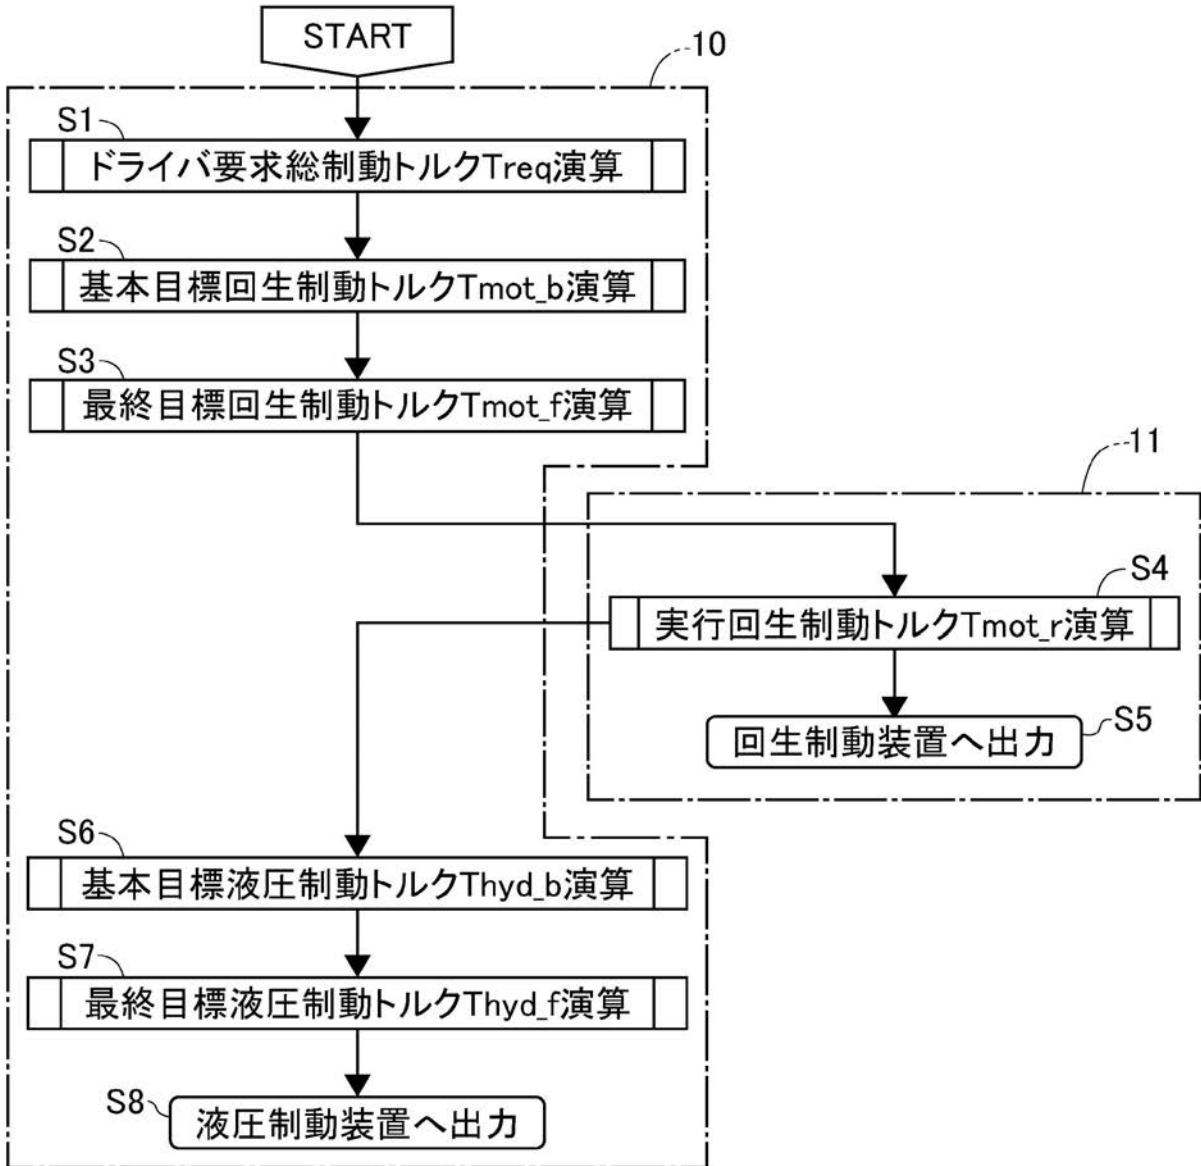 START
10
S1
ドライバ要求総制動トルクTreq演算
S2
基本目標回生制動トルクTmot_b演算
S3
最終目標回生制動トルクTmot_f演算
11
S4
実行回生制動トルクTmot_r演算
回生制動装置へ出力
S5
S6
基本目標液圧制動トルクThyd_b演算
S7
最終目標液圧制動トルクThyd_f演算
S8
液圧制動装置へ出力